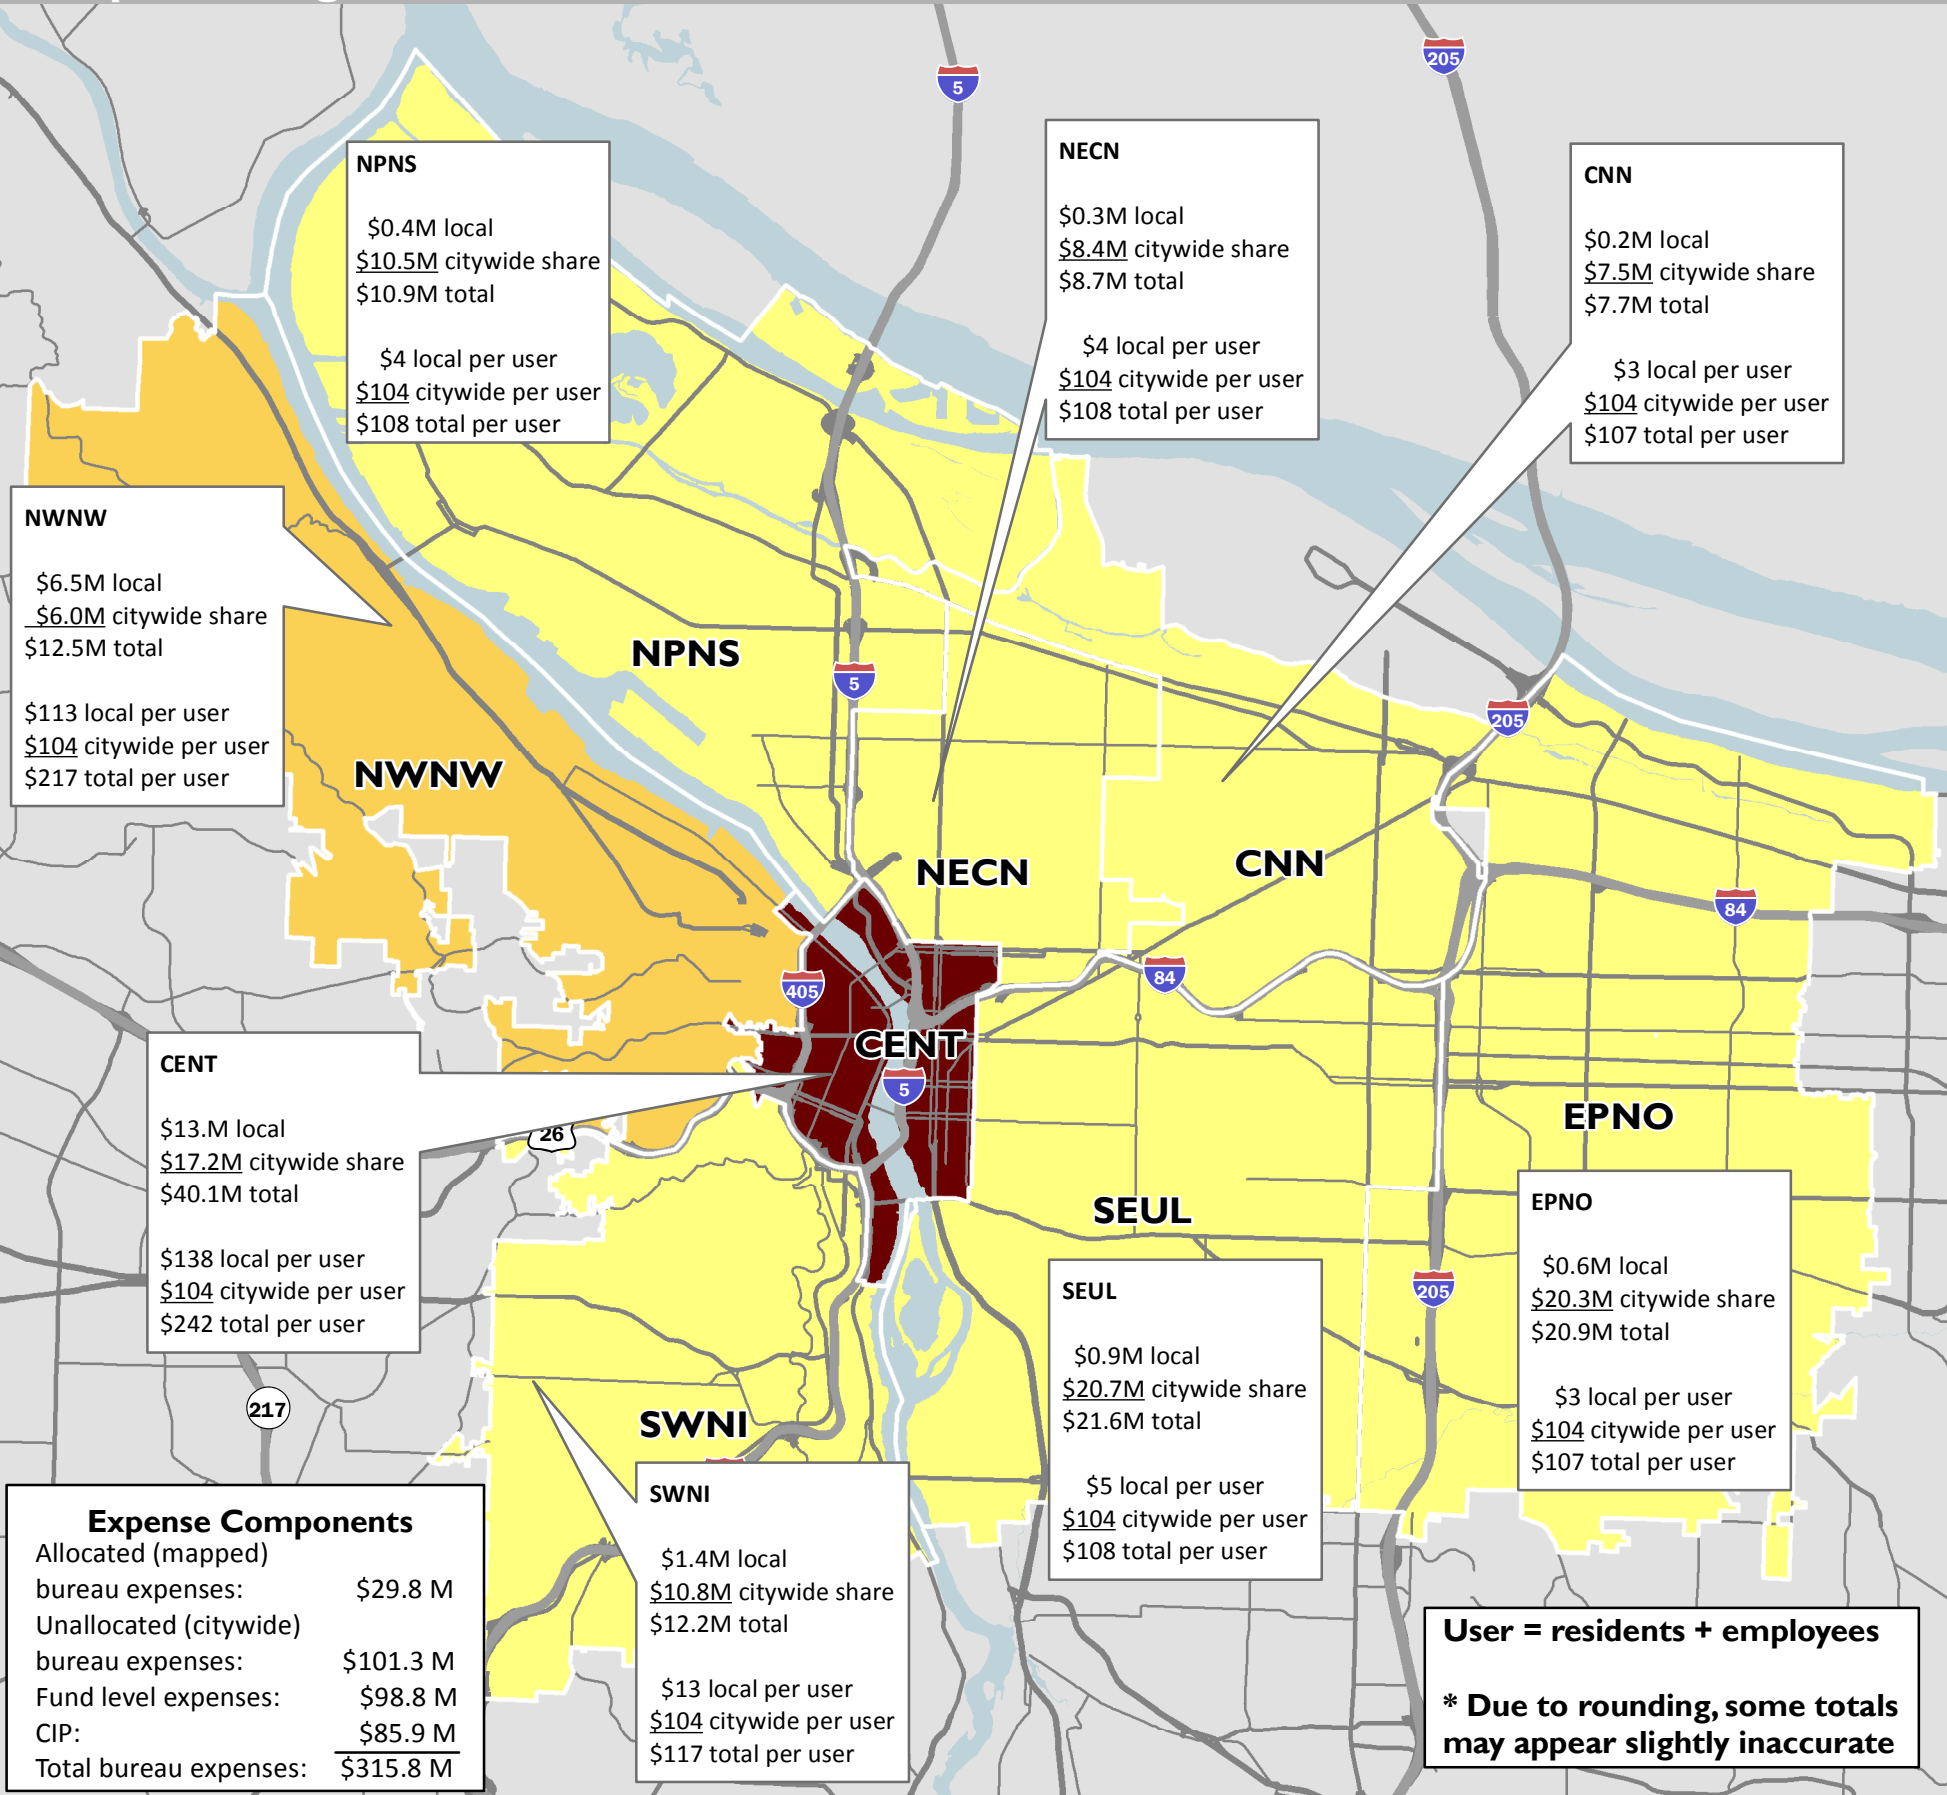 5
205
NPNS
$0.4M local
$10.5M citywide share
$10.9M total
$4 local per user
$104 citywide per user
$108 total per user
NECN
$0.3M local
$8.4M citywide share
$8.7M total
$4 local per user
$104 citywide per user
$108 total per user
CNN
$0.2M local
$7.5M citywide share
$7.7M total
$3 local per user
$104 citywide per user
$107 total per user
NWNW
$6.5M local
$6.0M citywide share
$12.5M total
$113 local per user
$104 citywide per user
$217 total per user
NPNS
5
205
NWNW
NECN
CNN
84
84
405
CENT
5
CENT
$13.M local
$17.2M citywide share
$40.1M total
$138 local per user
$104 citywide per user
$242 total per user
26
EPNO
SEUL
EPNO
$0.6M local
$20.3M citywide share
$20.9M total
$3 local per user
$104 citywide per user
$107 total per user
205
SEUL
$0.9M local
$20.7M citywide share
$21.6M total
$5 local per user
$104 citywide per user
$108 total per user
217
SWNI
SWNI
$1.4M local
$10.8M citywide share
$12.2M total
$13 local per user
$104 citywide per user
$117 total per user
Expense Components
Allocated (mapped)
bureau expenses: $29.8 M
Unallocated (citywide)
bureau expenses: $101.3 M
Fund level expenses: $98.8 M
CIP: $85.9 M
Total bureau expenses: $315.8 M
User = residents + employees
* Due to rounding, some totals
may appear slightly inaccurate